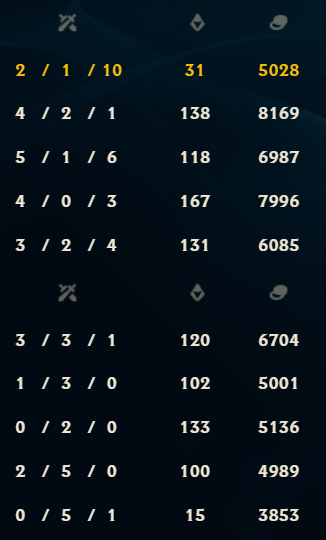 2 / 1 / 10 31 5028
4 / 2 / 1 138 8169
5 / 1 / 6 118 6987
4 / 0 / 3 167 7996
3 / 2 / 4 131 6085
3 / 3 / 1 120 6704
1 / 3 / 0 102 5001
0 / 2 / 0 133 5136
2 / 5 / 0 100 4989
0 / 5 / 1 15 3853